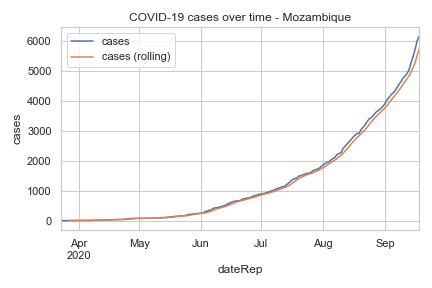 COVID-19 cases over time - Mozambique
cases
cases (rolling)
6000
5000
4000
3000
2000
1000
0
cases
Apr
2020
May
Jun
Jul
Aug
Sep
dateRep